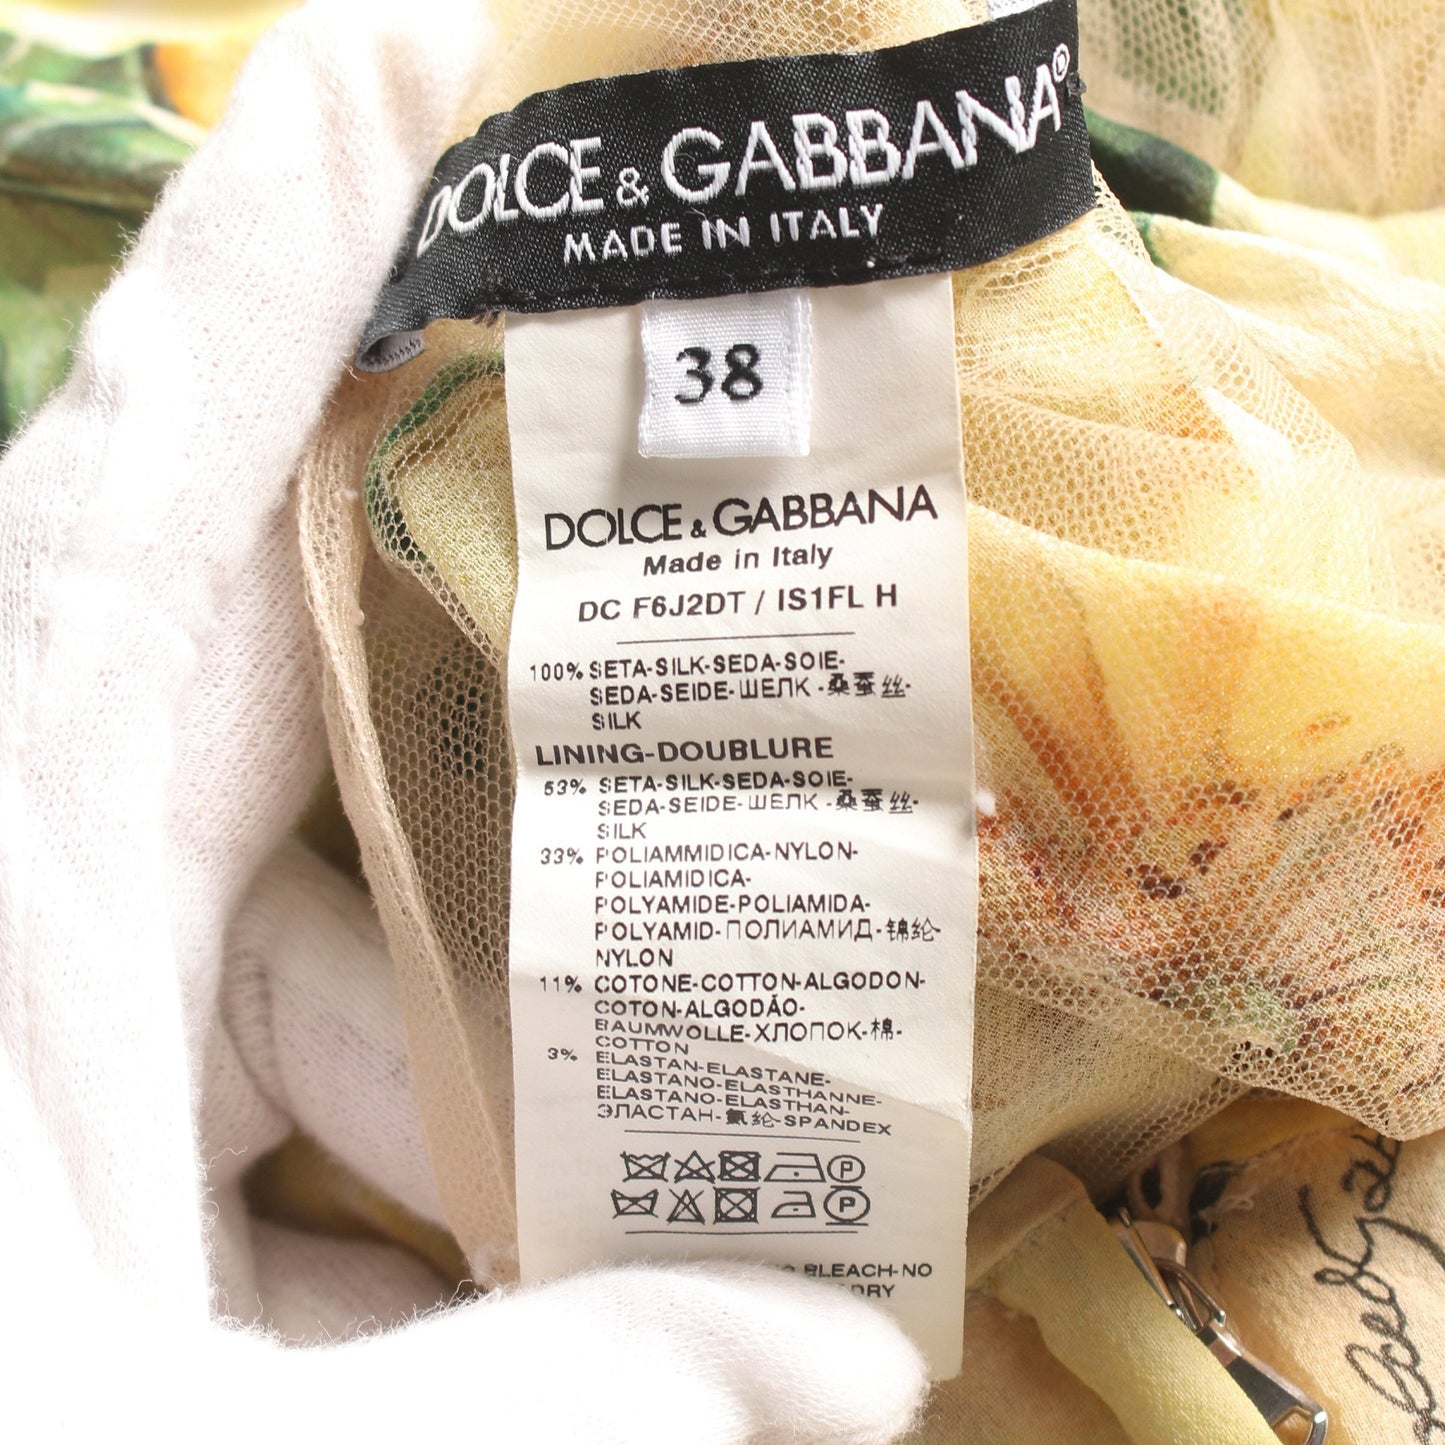 DOLCE & GABBANA®
MADE IN ITALY
38
DOLCE & GABBANA
Made in Italy
DC F6J2DT / IS1FL H
100% SETA-SILK-SEDA-SOIE-
SEDA-SEIDE-ШЕЛК-桑蚕丝-
SILK
LINING-DOUBLURE
53% SETA-SILK-SEDA-SOIE-
SEDA-SEIDE-ШЕЛК-桑蚕丝-
SILK
33% POLIAMMIDICA-NYLON-
POLIAMIDICA-
POLYAMIDE-POLIAMIDA-
POLYAMID-ПОЛИАМИД-锦纶-
NYLON
11% COTONE-COTTON-ALGODON-
COTON-ALGODÃO-
BAUMWOLLE-ХЛОПОК-棉-
COTTON
3% ELASTAN-ELASTANE-
ELASTANO-ELASTHANNE-
ELASTANO-ELASTHAN-
ЭЛАСТАН-氨纶-SPANDEX
P
P
BLEACH-NO
DRY